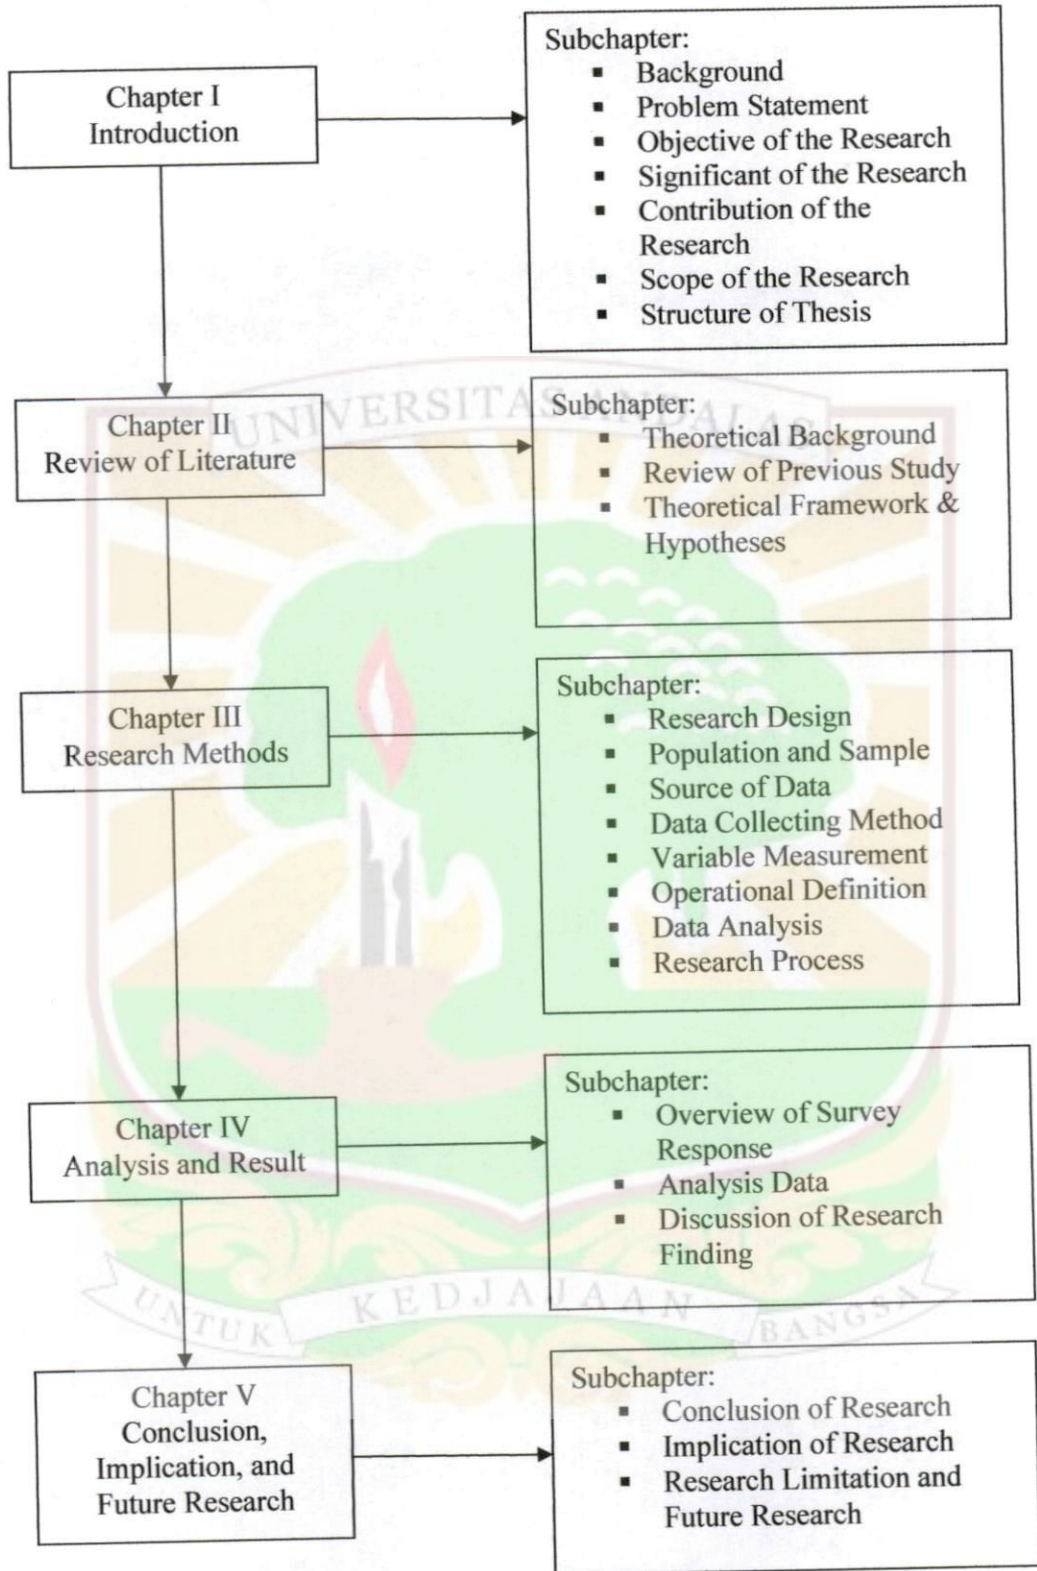 Chapter I
Introduction
Subchapter:
▪ Background
▪ Problem Statement
▪ Objective of the Research
▪ Significant of the Research
▪ Contribution of the
Research
▪ Scope of the Research
▪ Structure of Thesis
UNIVERSITAS ANDALAS
Chapter II
Review of Literature
Subchapter:
▪ Theoretical Background
▪ Review of Previous Study
▪ Theoretical Framework &
Hypotheses
Chapter III
Research Methods
Subchapter:
▪ Research Design
▪ Population and Sample
▪ Source of Data
▪ Data Collecting Method
▪ Variable Measurement
▪ Operational Definition
▪ Data Analysis
▪ Research Process
Chapter IV
Analysis and Result
Subchapter:
▪ Overview of Survey
Response
▪ Analysis Data
▪ Discussion of Research
Finding
UNTUK KEDJAJAAN BANGSA
Chapter V
Conclusion,
Implication, and
Future Research
Subchapter:
▪ Conclusion of Research
▪ Implication of Research
▪ Research Limitation and
Future Research